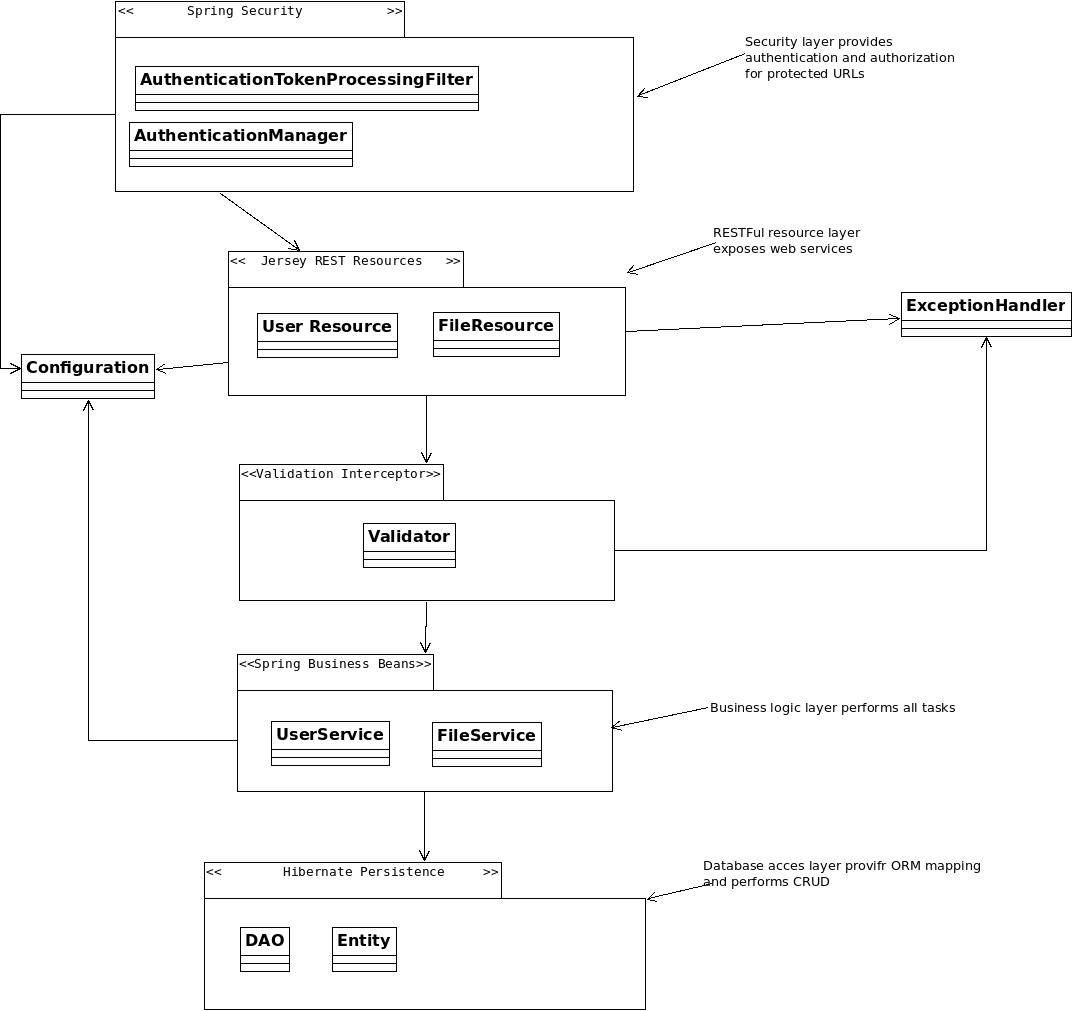 << Spring Security >>
Security layer provides
authentication and authorization
for protected URLs
AuthenticationTokenProcessingFilter
AuthenticationManager
RESTFul resource layer
exposes web services
<< Jersey REST Resources >>
ExceptionHandler
User Resource
FileResource
Configuration
<<Validation Interceptor>>
Validator
<<Spring Business Beans>>
Business logic layer performs all tasks
UserService
FileService
<< Hibernate Persistence >>
Database acces layer provifr ORM mapping
and performs CRUD
DAO
Entity